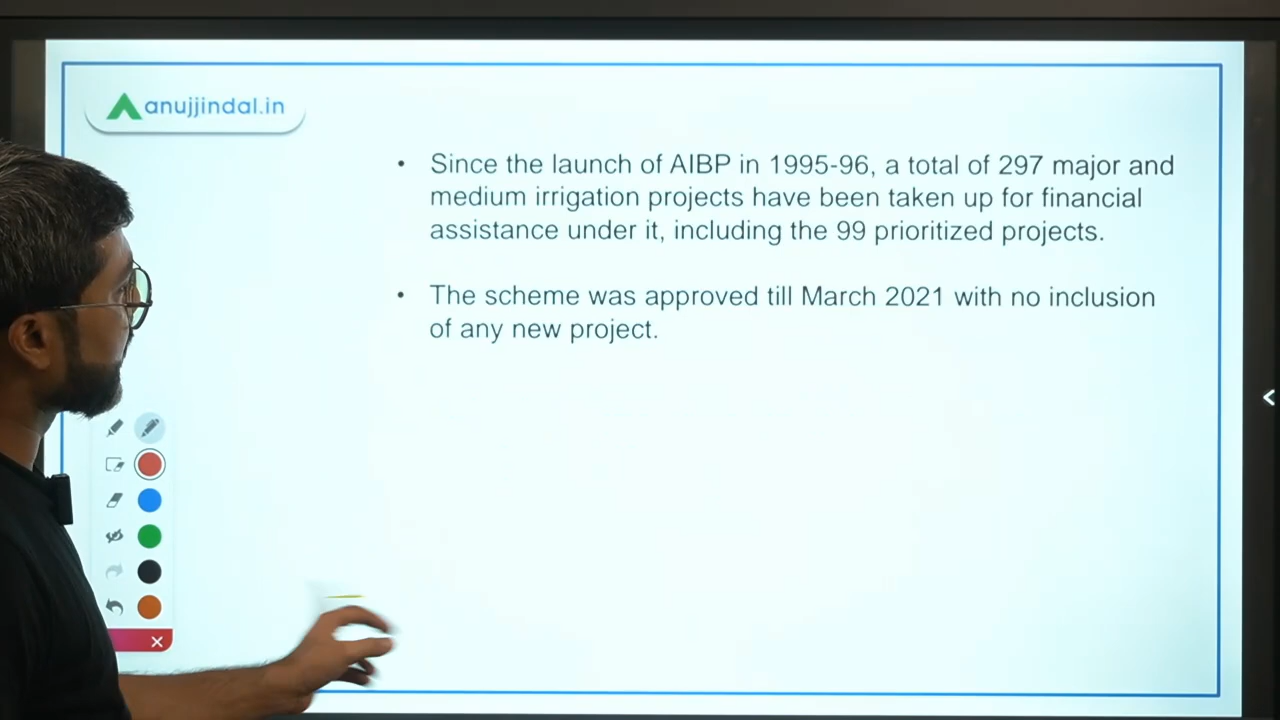 anujjindal.in
• Since the launch of AIBP in 1995-96, a total of 297 major and
medium irrigation projects have been taken up for financial
assistance under it, including the 99 prioritized projects.
• The scheme was approved till March 2021 with no inclusion
of any new project.